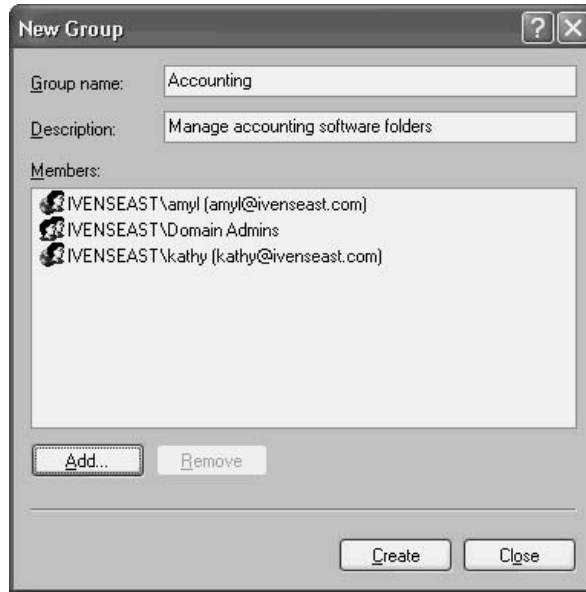 New Group
Group name: Accounting
Description: Manage accounting software folders
Members:
IVENSEAST\amyl (amyl@ivenseast.com)
IVENSEAST\Domain Admins
IVENSEAST\kathy (kathy@ivenseast.com)
Add... Remove
Create Close